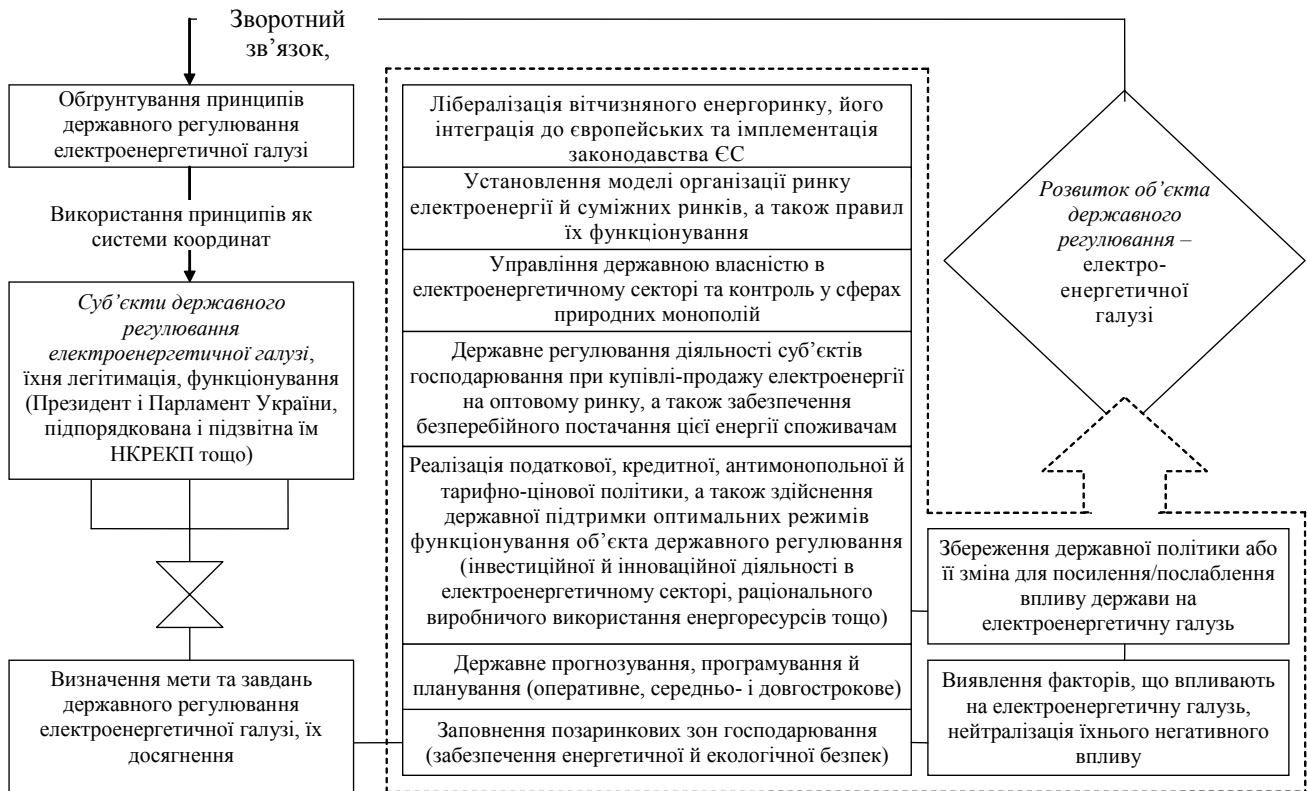 Зворотний
зв’язок,
Обґрунтування принципів
державного регулювання
електроенергетичної галузі
Використання принципів як
системи координат
Суб’єкти державного
регулювання
електроенергетичної галузі,
їхня легітимація, функціонування
(Президент і Парламент України,
підпорядкована і підзвітна їм
НКРЕКП тощо)
Визначення мети та завдань
державного регулювання
електроенергетичної галузі, їх
досягнення
Лібералізація вітчизняного енергоринку, його
інтеграція до європейських та імплементація
законодавства ЄС
Установлення моделі організації ринку
електроенергії й суміжних ринків, а також правил
їх функціонування
Управління державною власністю в
електроенергетичному секторі та контроль у сферах
природних монополій
Державне регулювання діяльності суб’єктів
господарювання при купівлі-продажу електроенергії
на оптовому ринку, а також забезпечення
безперебійного постачання цієї енергії споживачам
Реалізація податкової, кредитної, антимонопольної й
тарифно-цінової політики, а також здійснення
державної підтримки оптимальних режимів
функціонування об’єкта державного регулювання
(інвестиційної й інноваційної діяльності в
електроенергетичному секторі, раціонального
виробничого використання енергоресурсів тощо)
Державне прогнозування, програмування й
планування (оперативне, середньо- і довгострокове)
Заповнення позаринкових зон господарювання
(забезпечення енергетичної й екологічної безпек)
Розвиток об’єкта
державного
регулювання –
електро-
енергетичної
галузі
Збереження державної політики або
її зміна для посилення/послаблення
впливу держави на
електроенергетичну галузь
Виявлення факторів, що впливають
на електроенергетичну галузь,
нейтралізація їхнього негативного
впливу